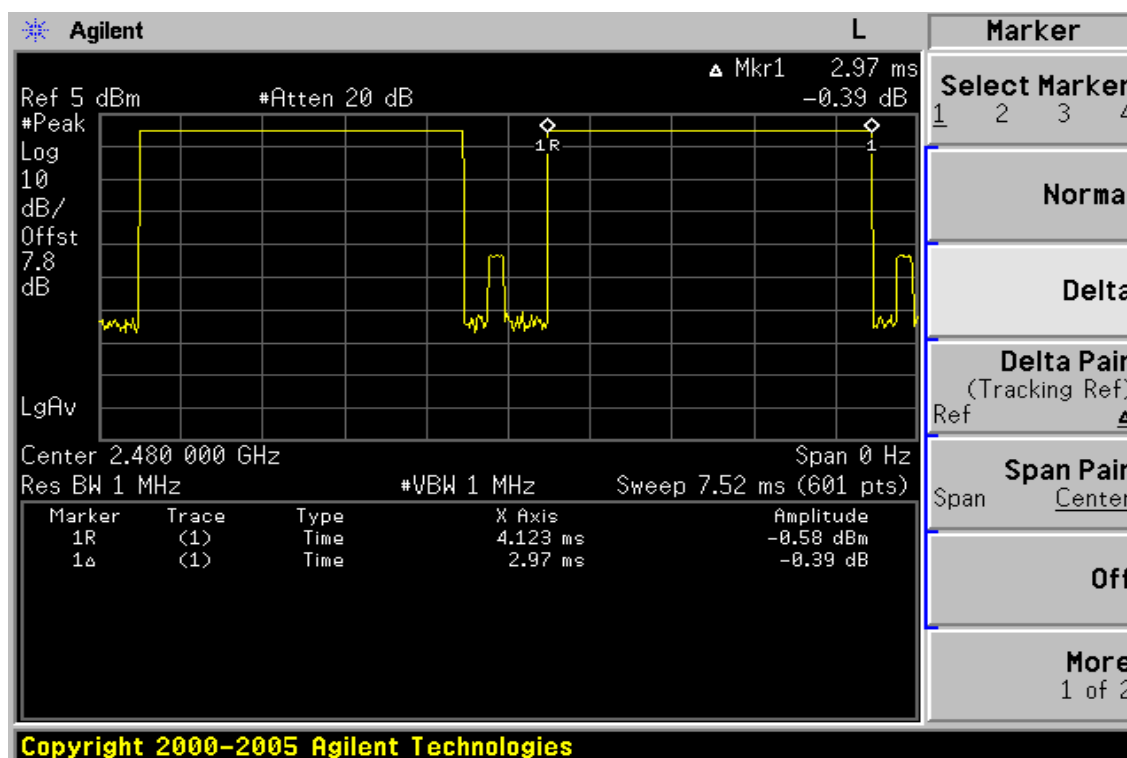 Agilent L
Marker
Δ Mkr1 2.97 ms
Ref 5 dBm #Atten 20 dB -0.39 dB
#Peak
Log
10
dB/
Offst
7.8
dB
1R
1
LgAv
Center 2.480 000 GHz Span 0 Hz
Res BW 1 MHz #VBW 1 MHz Sweep 7.52 ms (601 pts)
Marker Trace Type X Axis Amplitude
1R (1) Time 4.123 ms -0.58 dBm
1Δ (1) Time 2.97 ms -0.39 dB
Select Marker
1 2 3 4
Norma
Delta
Delta Pair
(Tracking Ref)
Ref Δ
Span Pair
Span Center
Off
More
1 of 2
Copyright 2000-2005 Agilent Technologies